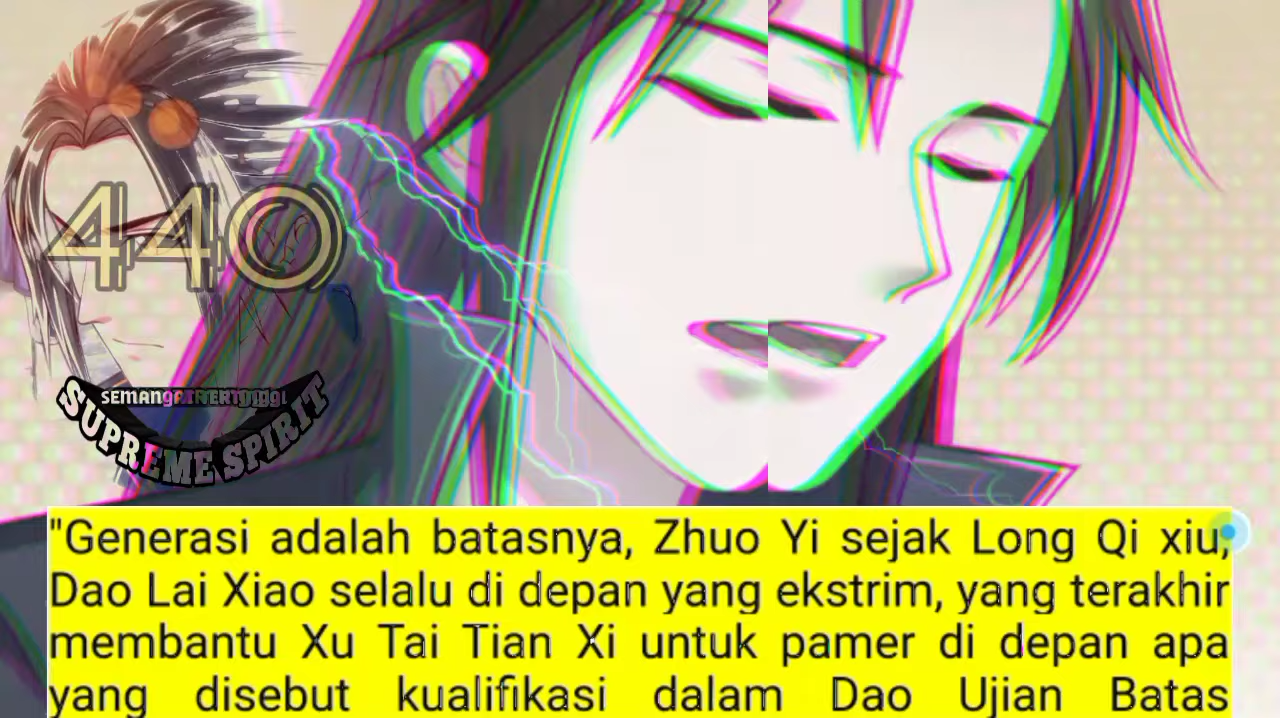 440
SUPREME SPIRIT
"Generasi adalah batasnya, Zhuo Yi sejak Long Qi xiu,
Dao Lai Xiao selalu di depan yang ekstrim, yang terakhir
membantu Xu Tai Tian Xi untuk pamer di depan apa
yang disebut kualifikasi dalam Dao Ujian Batas